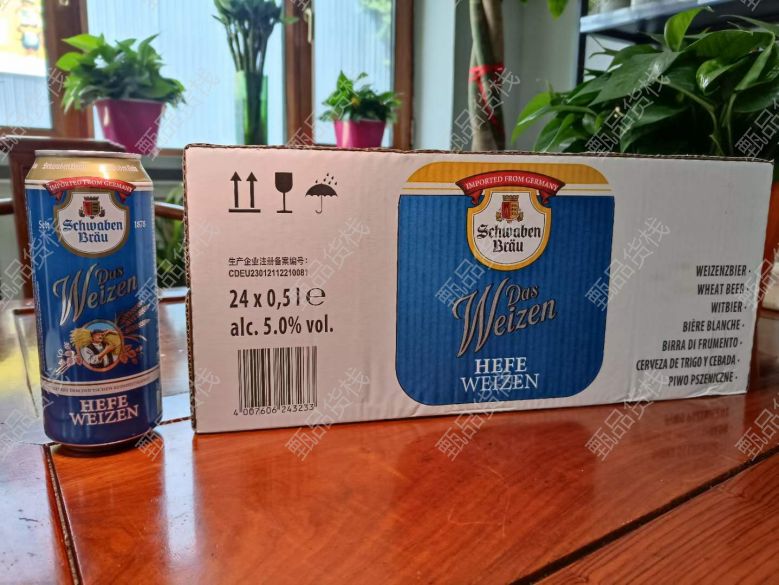 Schwaben Bräu
IMPORTED FROM GERMANY
Seit 1878
Schwaben
Bräu
Das
Weizen
HEFE
WEIZEN
生产企业注册备案编号:
CDEU23012112210081
24 x 0,5 l ℮
alc. 5.0% vol.
4 007606 243233
IMPORTED FROM GERMANY
Schwaben
Bräu
Das
Weizen
HEFE
WEIZEN
WEIZENBIER ·
WHEAT BEER ·
WITBIER ·
BIÈRE BLANCHE ·
BIRRA DI FRUMENTO ·
CERVEZA DE TRIGO Y CEBADA ·
PIWO PSZENICZNE ·
甄品货栈